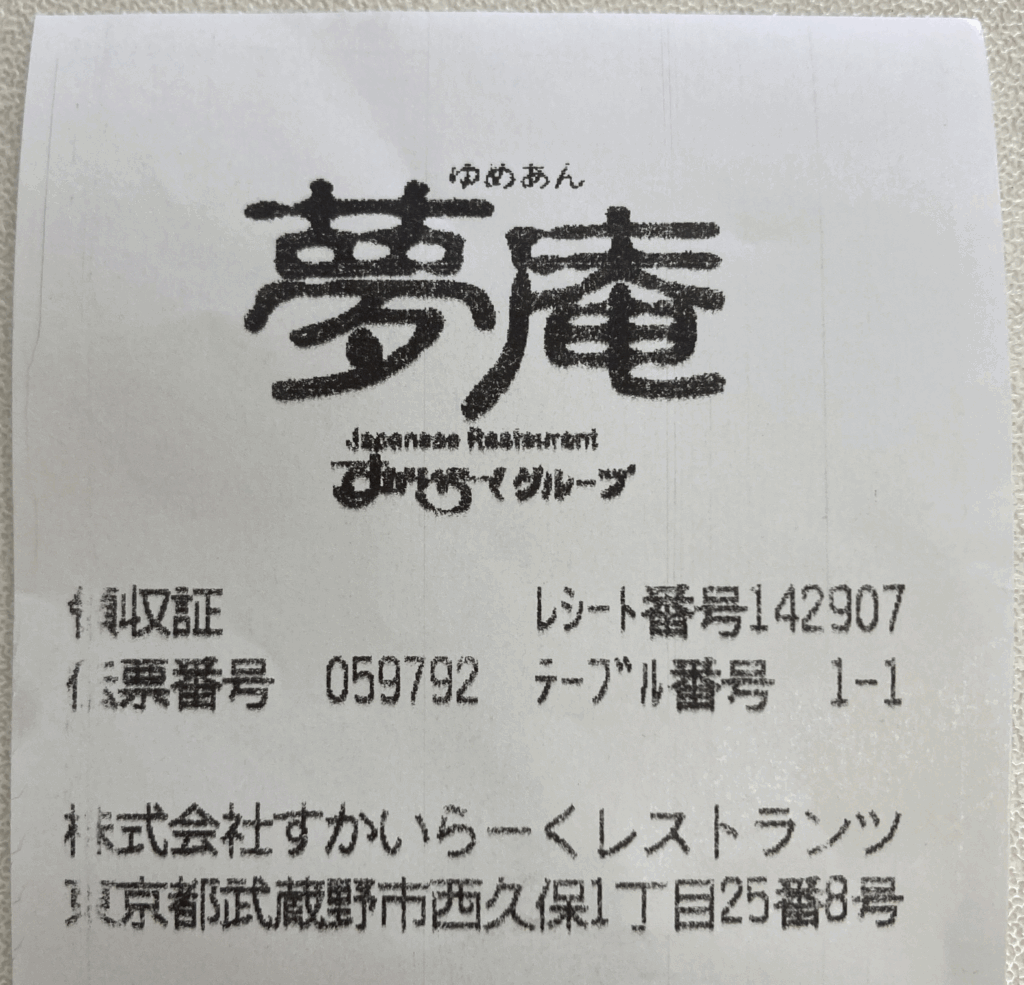 ゆめあん
夢庵
Japanese Restaurant
すかいらーくグループ
領収証 レシート番号142907
伝票番号 059792 テーブル番号 1-1
株式会社すかいらーくレストランツ
東京都武蔵野市西久保1丁目25番8号